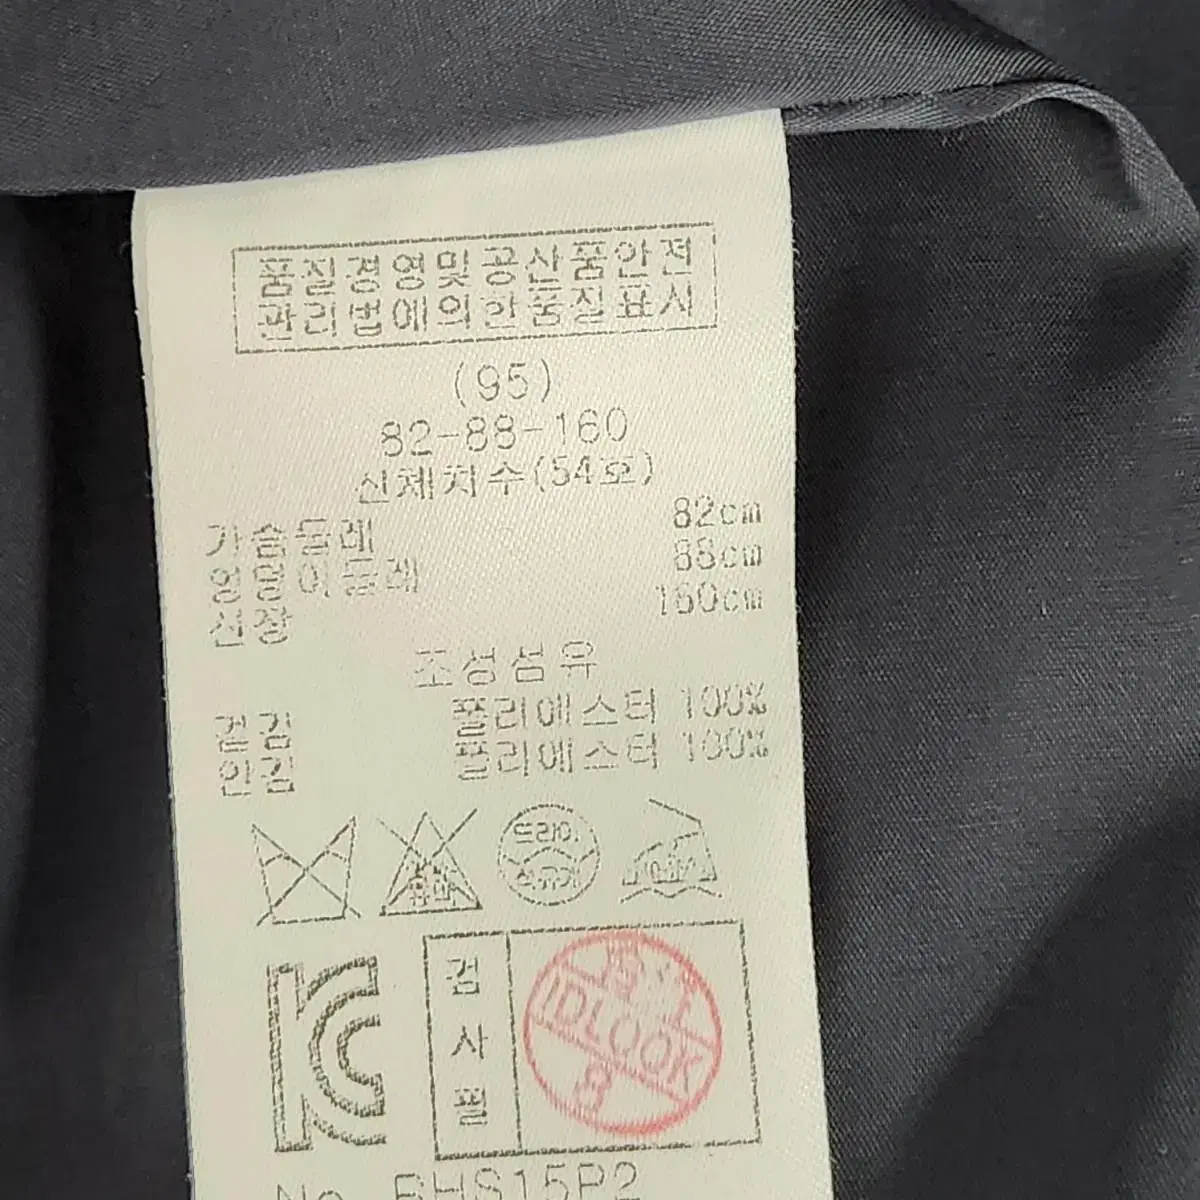 품질경영및공산품안전
관리법에의한품질표시
(95)
82-88-160
신체치수(54호)
가슴둘레 82cm
엉덩이둘레 88cm
신장 160cm
조성섬유
겉감 폴리에스터 100%
안감 폴리에스터 100%
드라이
석유계
검사필
IDLOOK
8
No. BHS15P2